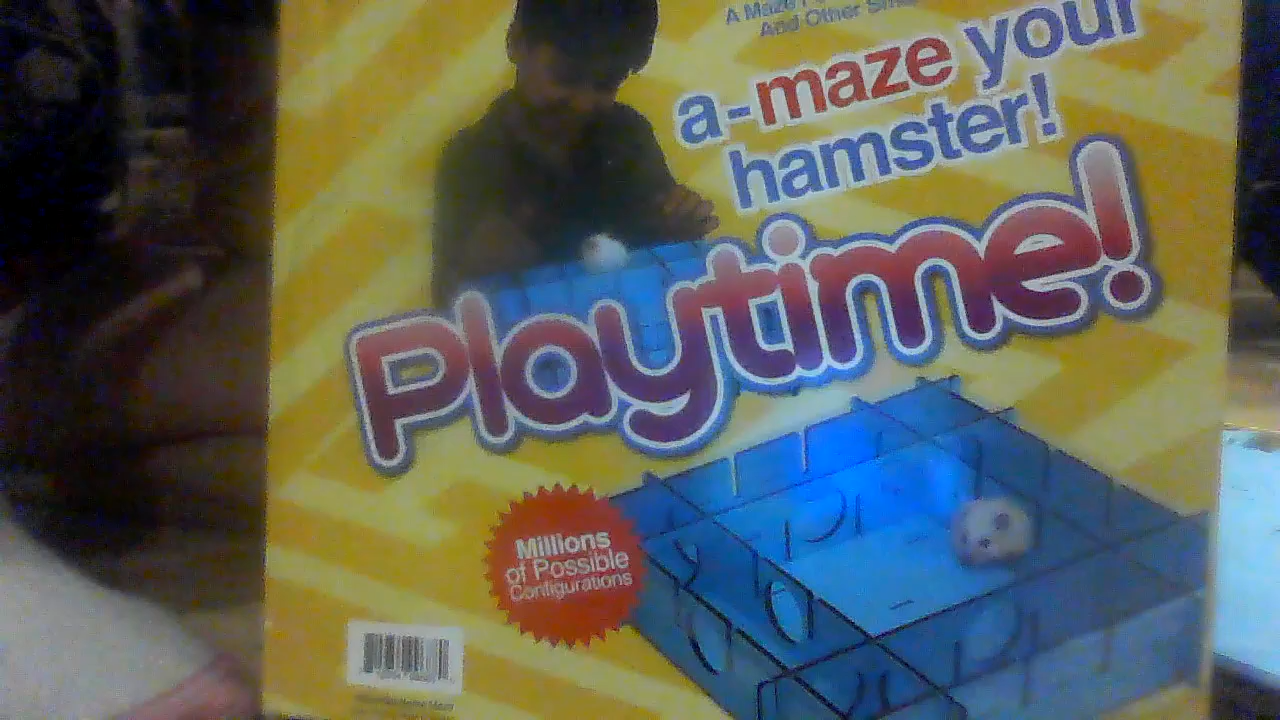 A Maze
And Other
a-maze your
hamster!
Playtime!
Millions
of Possible
Configurations